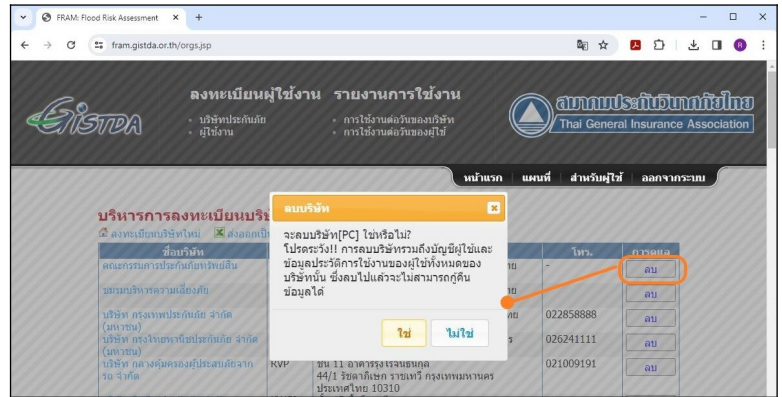 FRAM: Flood Risk Assessment
fram.gistda.or.th/orgs.jsp
GISTDA
ลงทะเบียนผู้ใช้งาน
บริษัทประกันภัย
ผู้ใช้งาน
รายงานการใช้งาน
การใช้งานต่อวันของบริษัท
การใช้งานต่อวันของผู้ใช้
สมาคมประกันวินาศภัยไทย
Thai General Insurance Association
หน้าแรก แผนที่ สำหรับผู้ใช้ ออกจากระบบ
บริหารการลงทะเบียน
ลงทะเบียนบริษัทใหม่ ส่งออก
ชื่อบริษัท โทร. การดูแล
คณะกรรมการประกันภัยทรัพย์สิน - ลบ
ชมรมบริหารความเสี่ยงภัย ลบ
บริษัท กรุงเทพประกันภัย จำกัด 022858888 ลบ
(มหาชน)
บริษัท กรุงไทยพานิชประกันภัย จำกัด 026241111 ลบ
(มหาชน)
บริษัท กลางคุ้มครองผู้ประสบภัยจาก RVP ชั้น 11 021009191 ลบ
รถ จำกัด 44/1 รัชดาภิเษก ราชเทวี กรุงเทพมหานคร
ประเทศไทย 10310
ลบบริษัท
จะลบบริษัท[PC] ใช่หรือไม่?
โปรดระวัง!! การลบบริษัทรวมถึงบัญชีผู้ใช้และ
ข้อมูลประวัติการใช้งานของผู้ใช้ทั้งหมดของ
บริษัทนั้น ซึ่งลบไปแล้วจะไม่สามารถกู้คืน
ข้อมูลได้
ใช่ ไม่ใช่